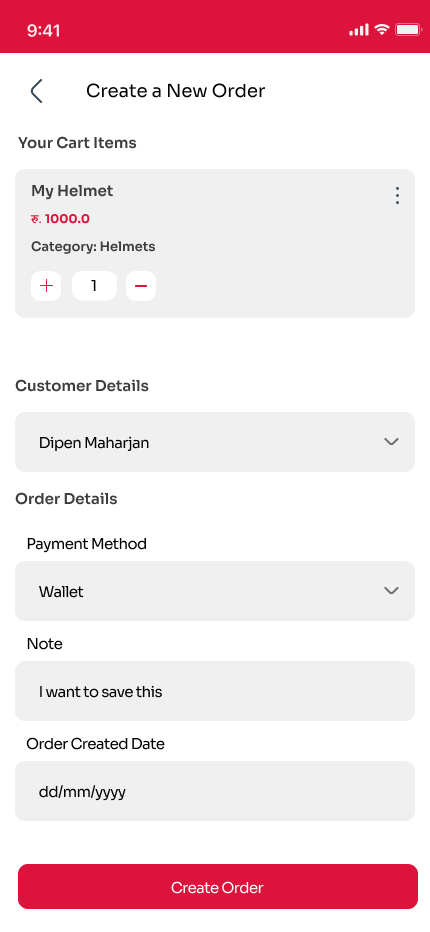 9:41
Create a New Order
Your Cart Items
My Helmet
रु. 1000.0
Category: Helmets
1
Customer Details
Dipen Maharjan
Order Details
Payment Method
Wallet
Note
I want to save this
Order Created Date
dd/mm/yyyy
Create Order